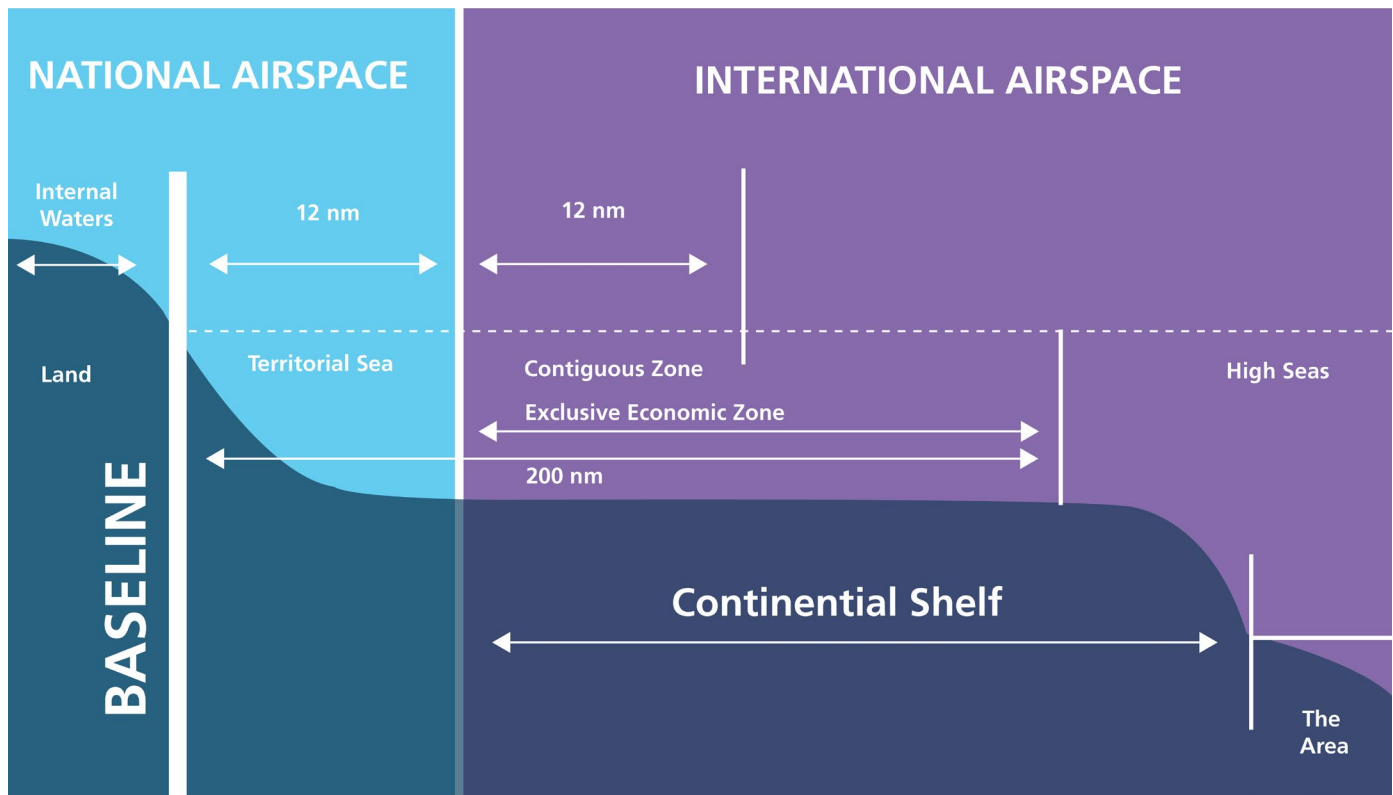 NATIONAL AIRSPACE
INTERNATIONAL AIRSPACE
Internal
Waters
12 nm
12 nm
Land
Territorial Sea
Contiguous Zone
High Seas
Exclusive Economic Zone
200 nm
BASELINE
Continential Shelf
The
Area